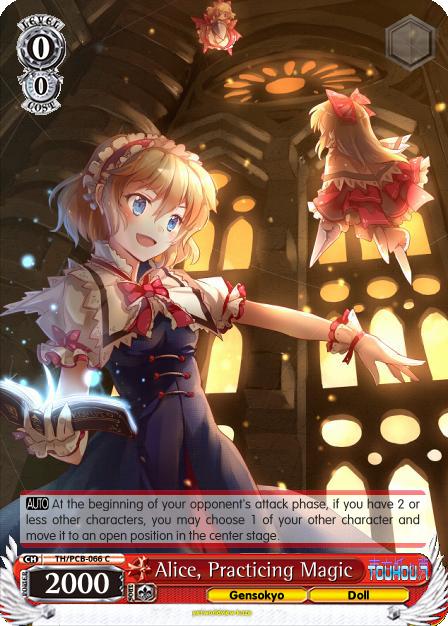 LEVEL
0
0
COST
AUTO At the beginning of your opponent's attack phase, if you have 2 or
less other characters, you may choose 1 of your other character and
move it to an open position in the center stage.
CH TH/PCB-066 C
POWER 2000 SOUL Alice, Practicing Magic TOUHOU
Gensokyo Doll